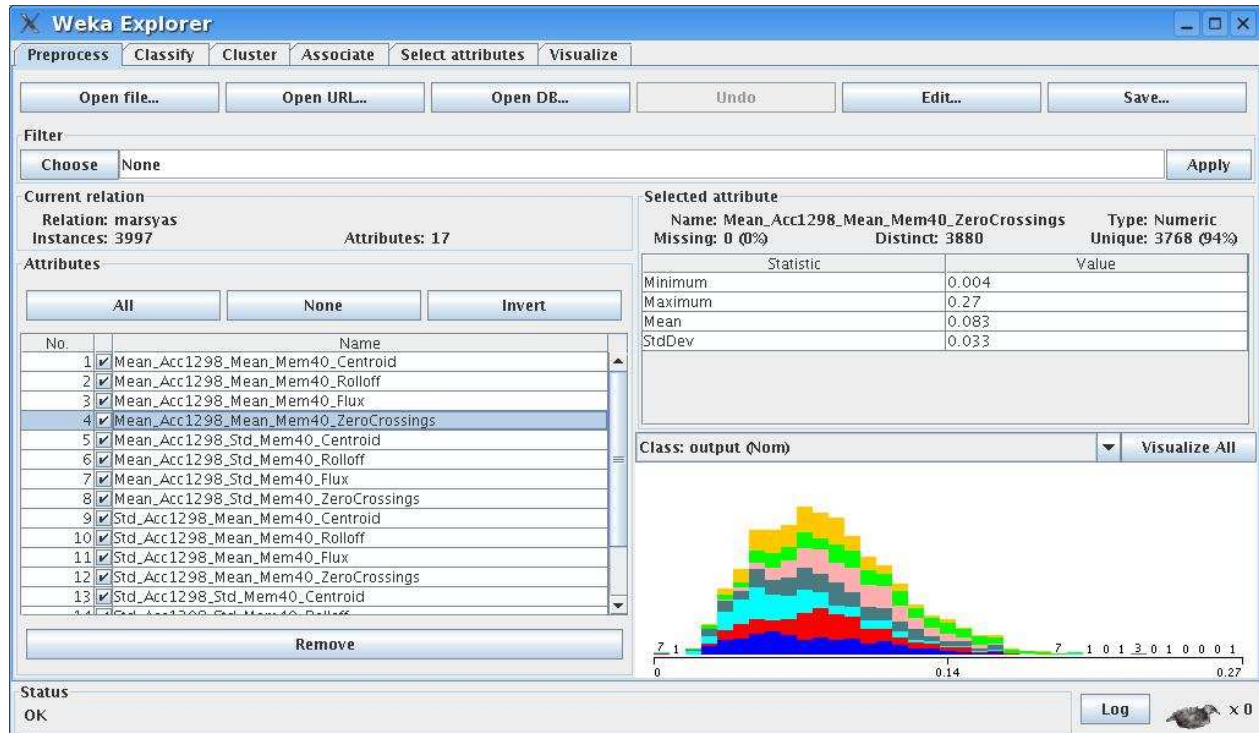 Weka Explorer
Preprocess Classify Cluster Associate Select attributes Visualize
Open file... Open URL... Open DB... Undo Edit... Save...
Filter
Choose None Apply
Current relation
Relation: marsyas
Instances: 3997 Attributes: 17
Attributes
All None Invert
No. Name
1 Mean_Acc1298_Mean_Mem40_Centroid
2 Mean_Acc1298_Mean_Mem40_Rolloff
3 Mean_Acc1298_Mean_Mem40_Flux
4 Mean_Acc1298_Mean_Mem40_ZeroCrossings
5 Mean_Acc1298_Std_Mem40_Centroid
6 Mean_Acc1298_Std_Mem40_Rolloff
7 Mean_Acc1298_Std_Mem40_Flux
8 Mean_Acc1298_Std_Mem40_ZeroCrossings
9 Std_Acc1298_Mean_Mem40_Centroid
10 Std_Acc1298_Mean_Mem40_Rolloff
11 Std_Acc1298_Mean_Mem40_Flux
12 Std_Acc1298_Mean_Mem40_ZeroCrossings
13 Std_Acc1298_Std_Mem40_Centroid
Remove
Selected attribute
Name: Mean_Acc1298_Mean_Mem40_ZeroCrossings Type: Numeric
Missing: 0 (0%) Distinct: 3880 Unique: 3768 (94%)
Statistic Value
Minimum 0.004
Maximum 0.27
Mean 0.083
StdDev 0.033
Class: output (Nom) Visualize All
7 1 7 1 0 1 3 0 1 0 0 0 1
0 0.14 0.27
Status
OK
Log x 0